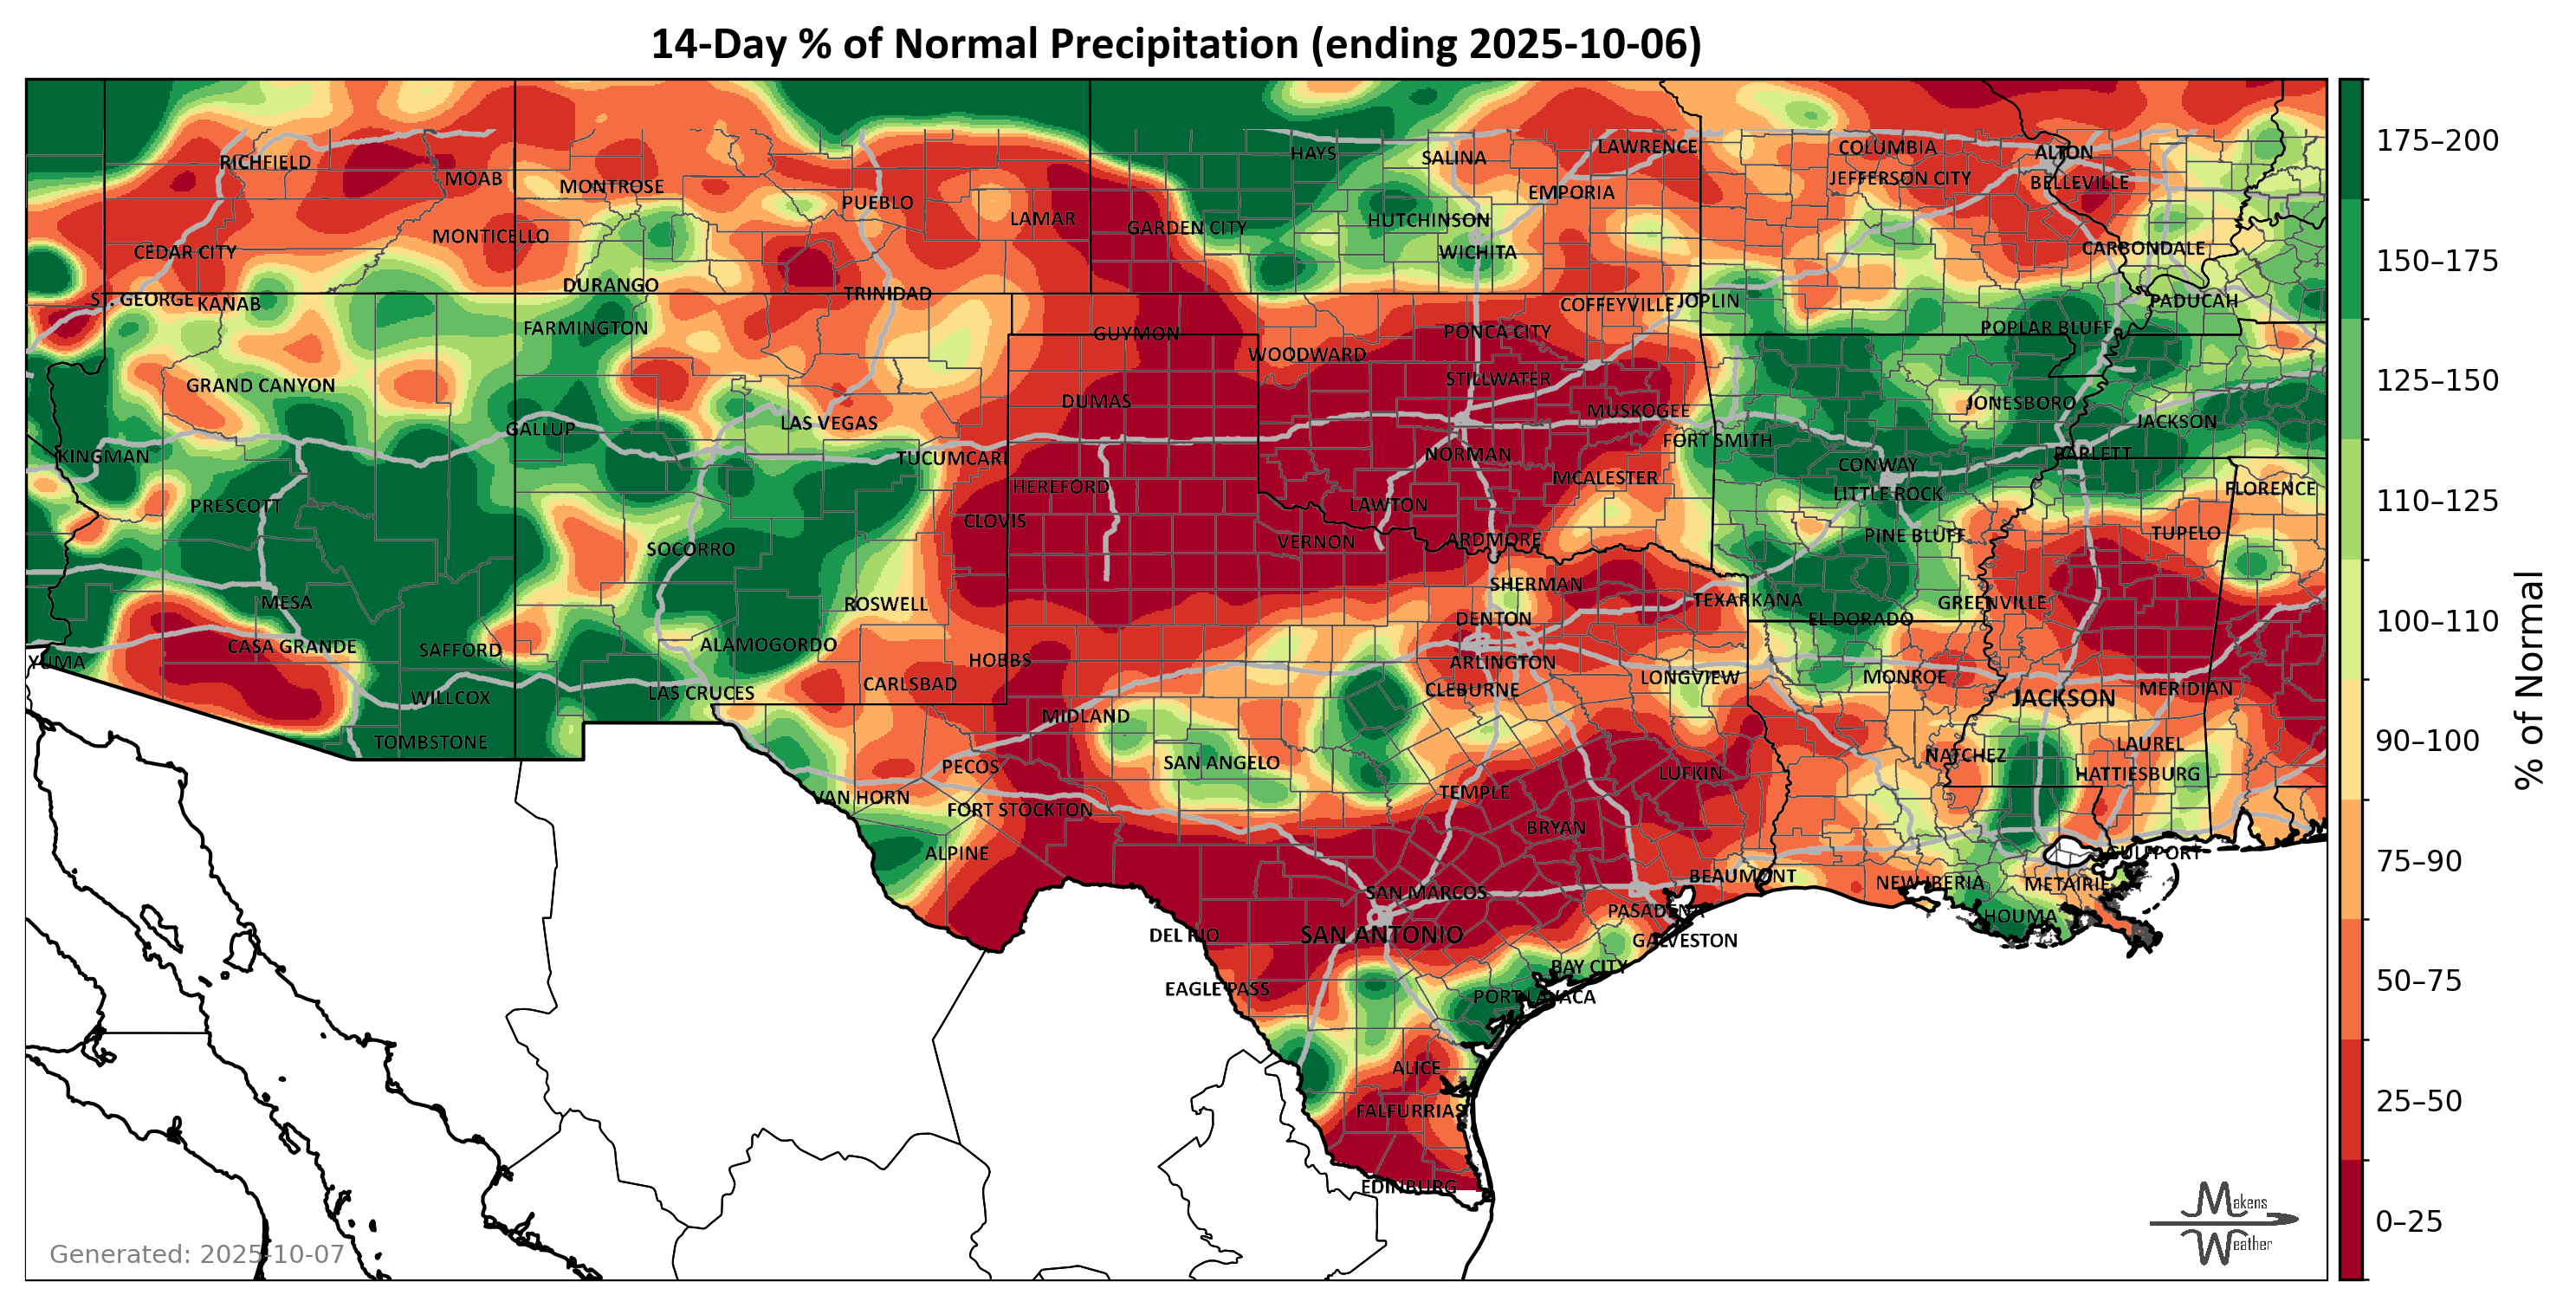 14-Day % of Normal Precipitation (ending 2025-10-06)
RICHFIELD
MOAB
MONTROSE
PUEBLO
LAMAR
GARDEN CITY
HAYS
SALINA
LAWRENCE
EMPORIA
HUTCHINSON
WICHITA
COLUMBIA
JEFFERSON CITY
ALTON
BELLEVILLE
CARBONDALE
CEDAR CITY
MONTICELLO
ST. GEORGE
KANAB
DURANGO
TRINIDAD
FARMINGTON
GUYMON
WOODWARD
PONCA CITY
COFFEYVILLE
JOPLIN
POPLAR BLUFF
PADUCAH
GRAND CANYON
DUMAS
STILLWATER
MUSKOGEE
FORT SMITH
JONESBORO
JACKSON
GALLUP
LAS VEGAS
KINGMAN
TUCUMCARI
NORMAN
MCALESTER
CONWAY
BARLETT
LITTLE ROCK
PINE BLUFF
FLORENCE
TUPELO
PRESCOTT
HEREFORD
CLOVIS
LAWTON
VERNON
ARDMORE
SOCORRO
SHERMAN
MESA
ROSWELL
DENTON
TEXARKANA
EL DORADO
GREENVILLE
CASA GRANDE
SAFFORD
ALAMOGORDO
HOBBS
ARLINGTON
YUMA
WILLCOX
LAS CRUCES
CARLSBAD
CLEBURNE
LONGVIEW
MONROE
JACKSON
MERIDIAN
TOMBSTONE
MIDLAND
PECOS
SAN ANGELO
TEMPLE
LUFKIN
NATCHEZ
LAUREL
HATTIESBURG
VAN HORN
FORT STOCKTON
BRYAN
ALPINE
SAN MARCOS
BEAUMONT
NEW IBERIA
METAIRIE
GULFPORT
HOUMA
DEL RIO
SAN ANTONIO
PASADENA
GALVESTON
BAY CITY
EAGLE PASS
PORT LAVACA
ALICE
FALFURRIAS
EDINBURG
175–200
150–175
125–150
110–125
100–110
90–100
75–90
50–75
25–50
0–25
% of Normal
Generated: 2025-10-07
Makens
Weather